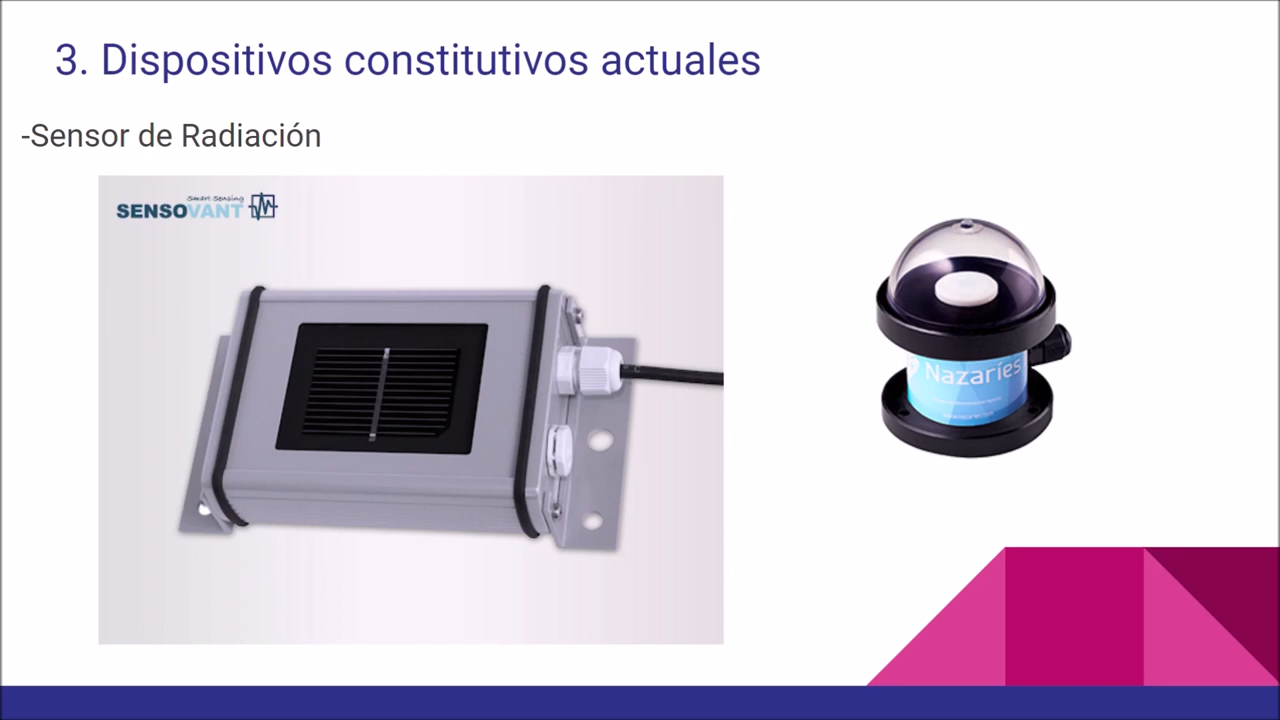 3. Dispositivos constitutivos actuales
-Sensor de Radiación
Smart Sensing
SENSOVANT
Nazaríes